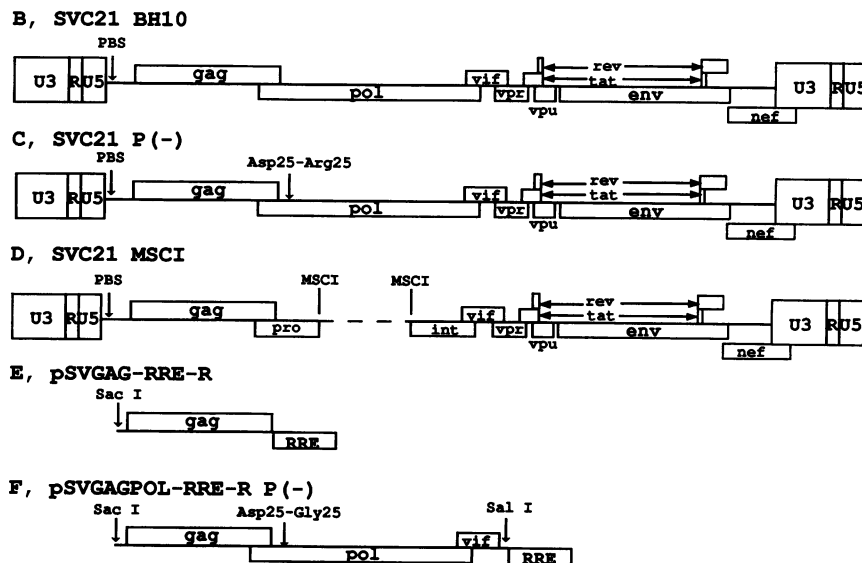 B, SVC21 BH10
PBS
U3 R U5 gag pol vif vpr vpu rev tat env nef U3 R U5
C, SVC21 P(-)
PBS Asp25-Arg25
U3 R U5 gag pol vif vpr vpu rev tat env nef U3 R U5
D, SVC21 MSCI
PBS MSCI MSCI
U3 R U5 gag pro int vif vpr vpu rev tat env nef U3 R U5
E, pSVGAG-RRE-R
Sac I
gag
RRE
F, pSVGAGPOL-RRE-R P(-)
Sac I Asp25-Gly25 Sal I
gag vif
pol RRE